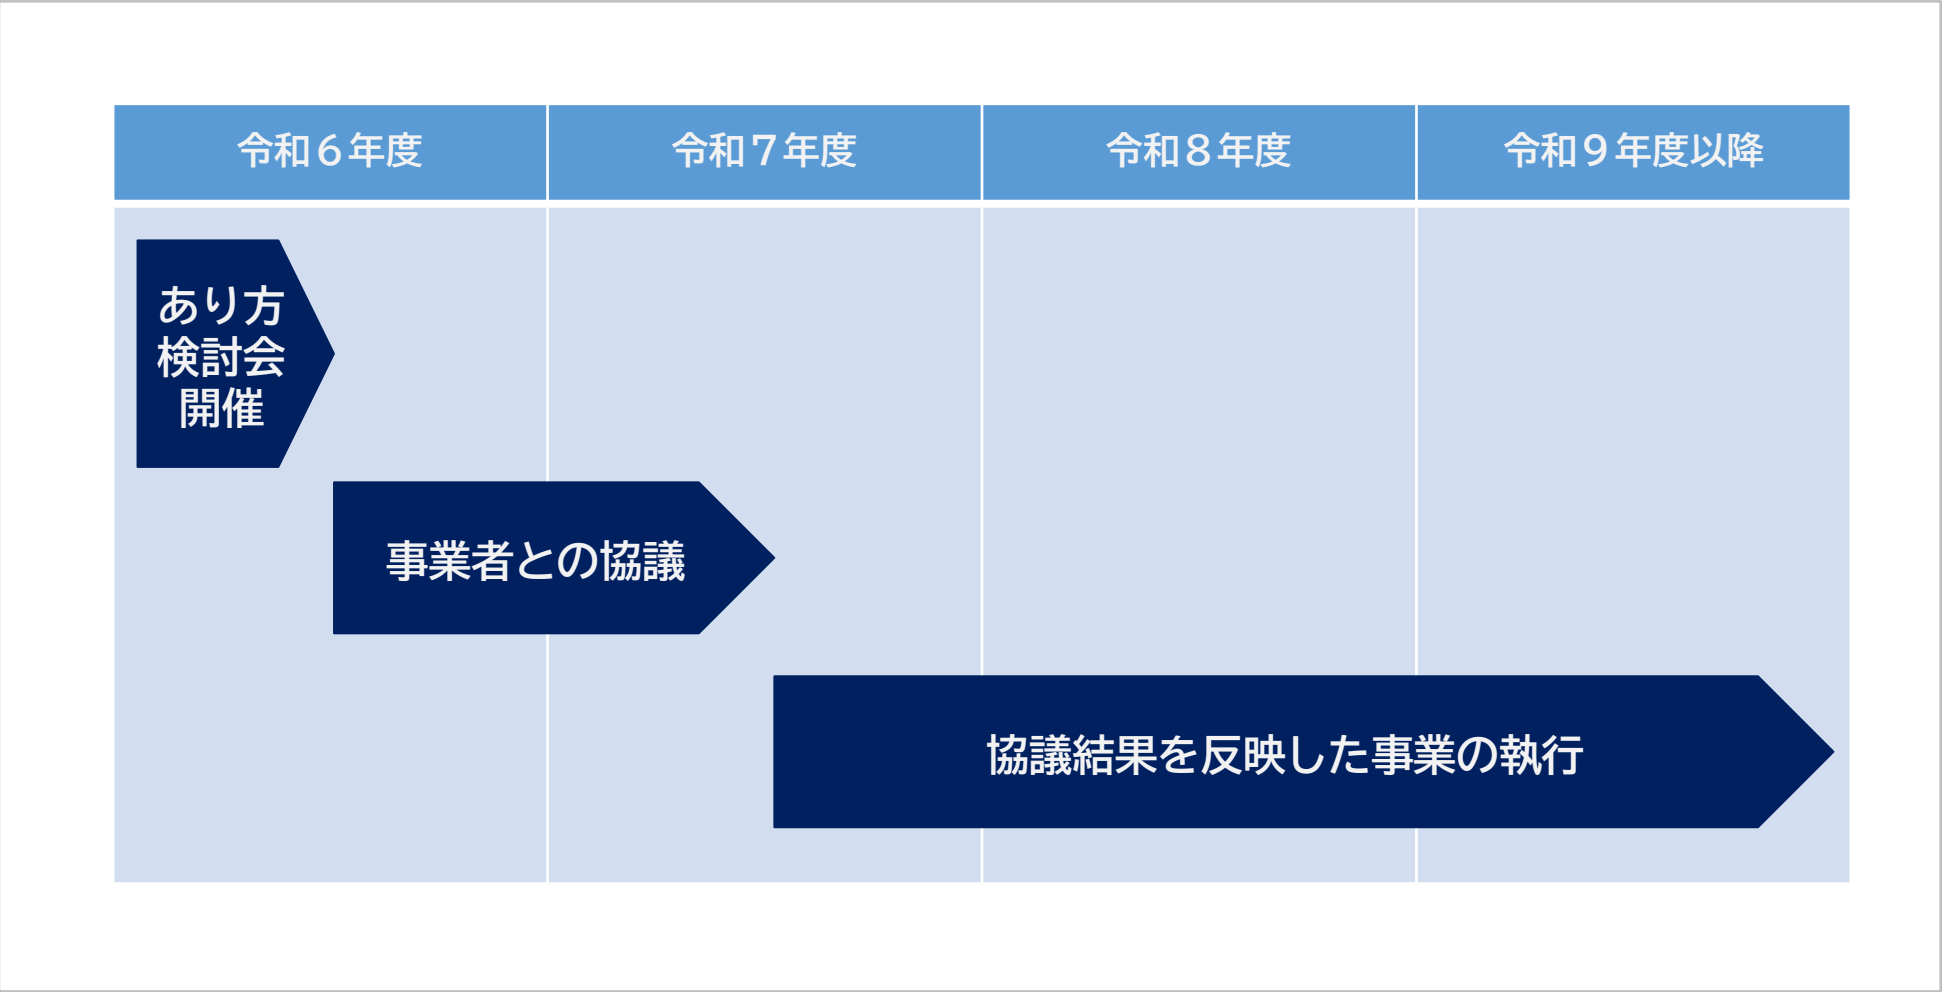 令和６年度
令和７年度
令和８年度
令和９年度以降
あり方
検討会
開催
事業者との協議
協議結果を反映した事業の執行